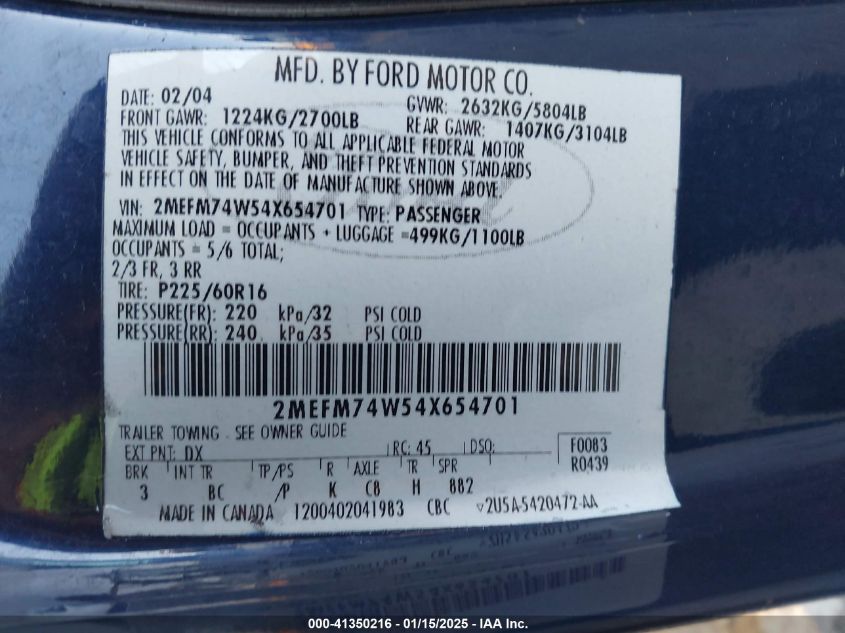 MFD. BY FORD MOTOR CO.
DATE: 02/04 GVWR: 2632KG/5804LB
FRONT GAWR: 1224KG/2700LB REAR GAWR: 1407KG/3104LB
THIS VEHICLE CONFORMS TO ALL APPLICABLE FEDERAL MOTOR
VEHICLE SAFETY, BUMPER, AND THEFT PREVENTION STANDARDS
IN EFFECT ON THE DATE OF MANUFACTURE SHOWN ABOVE.
VIN: 2MEFM74W54X654701 TYPE: PASSENGER
MAXIMUM LOAD = OCCUPANTS + LUGGAGE =499KG/1100LB
OCCUPANTS = 5/6 TOTAL;
2/3 FR, 3 RR
TIRE: P225/60R16
PRESSURE(FR): 220 kPa/32 PSI COLD
PRESSURE(RR): 240 kPa/35 PSI COLD
2MEFM74W54X654701
TRAILER TOWING - SEE OWNER GUIDE
EXT PNT: DX RC: 45 DSO: F0083
BRK INT TR TP/PS R AXLE TR SPR R0439
3 BC /P K C8 H 882
MADE IN CANADA 1200402041983 CBC ▽2U5A-5420472-AA
000-41350216 - 01/15/2025 - IAA Inc.